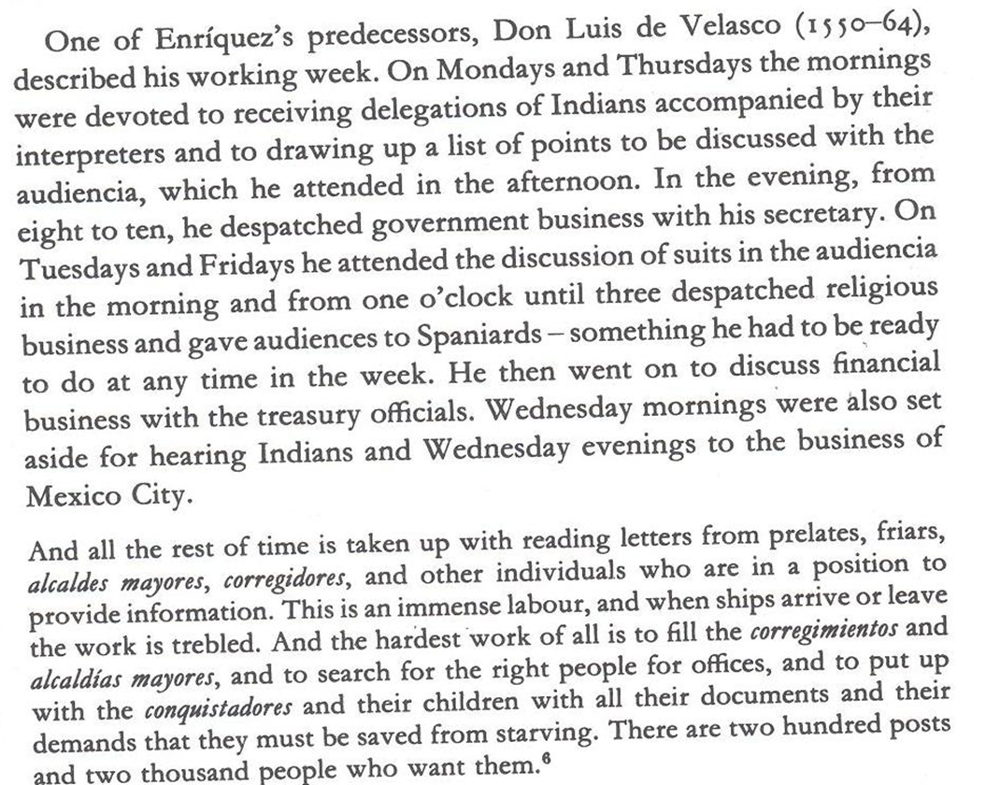 One of Enríquez's predecessors, Don Luis de Velasco (1550–64),
described his working week. On Mondays and Thursdays the mornings
were devoted to receiving delegations of Indians accompanied by their
interpreters and to drawing up a list of points to be discussed with the
audiencia, which he attended in the afternoon. In the evening, from
eight to ten, he despatched government business with his secretary. On
Tuesdays and Fridays he attended the discussion of suits in the audiencia
in the morning and from one o'clock until three despatched religious
business and gave audiences to Spaniards – something he had to be ready
to do at any time in the week. He then went on to discuss financial
business with the treasury officials. Wednesday mornings were also set
aside for hearing Indians and Wednesday evenings to the business of
Mexico City.
And all the rest of time is taken up with reading letters from prelates, friars,
alcaldes mayores, corregidores, and other individuals who are in a position to
provide information. This is an immense labour, and when ships arrive or leave
the work is trebled. And the hardest work of all is to fill the corregimientos and
alcaldías mayores, and to search for the right people for offices, and to put up
with the conquistadores and their children with all their documents and their
demands that they must be saved from starving. There are two hundred posts
and two thousand people who want them.⁶